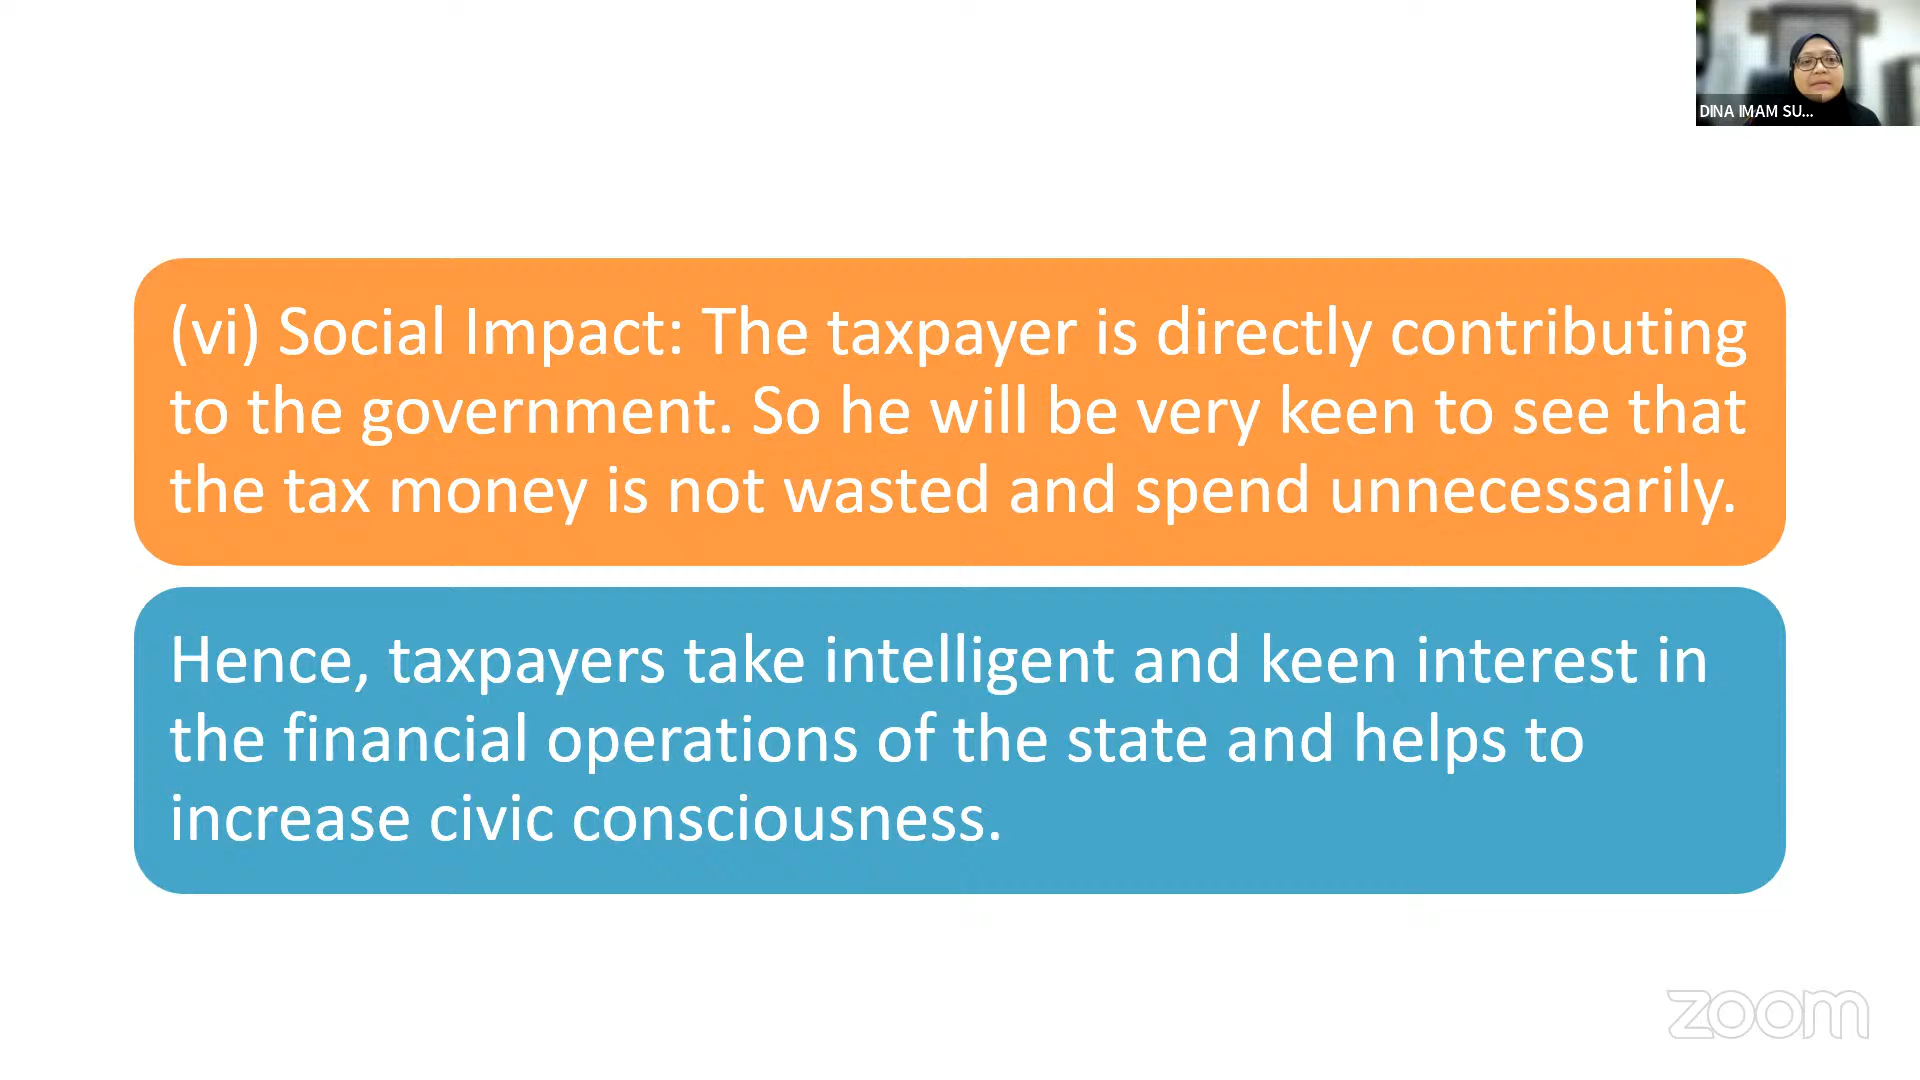 DINA IMAM SU...
(vi) Social Impact: The taxpayer is directly contributing
to the government. So he will be very keen to see that
the tax money is not wasted and spend unnecessarily.
Hence, taxpayers take intelligent and keen interest in
the financial operations of the state and helps to
increase civic consciousness.
zoom